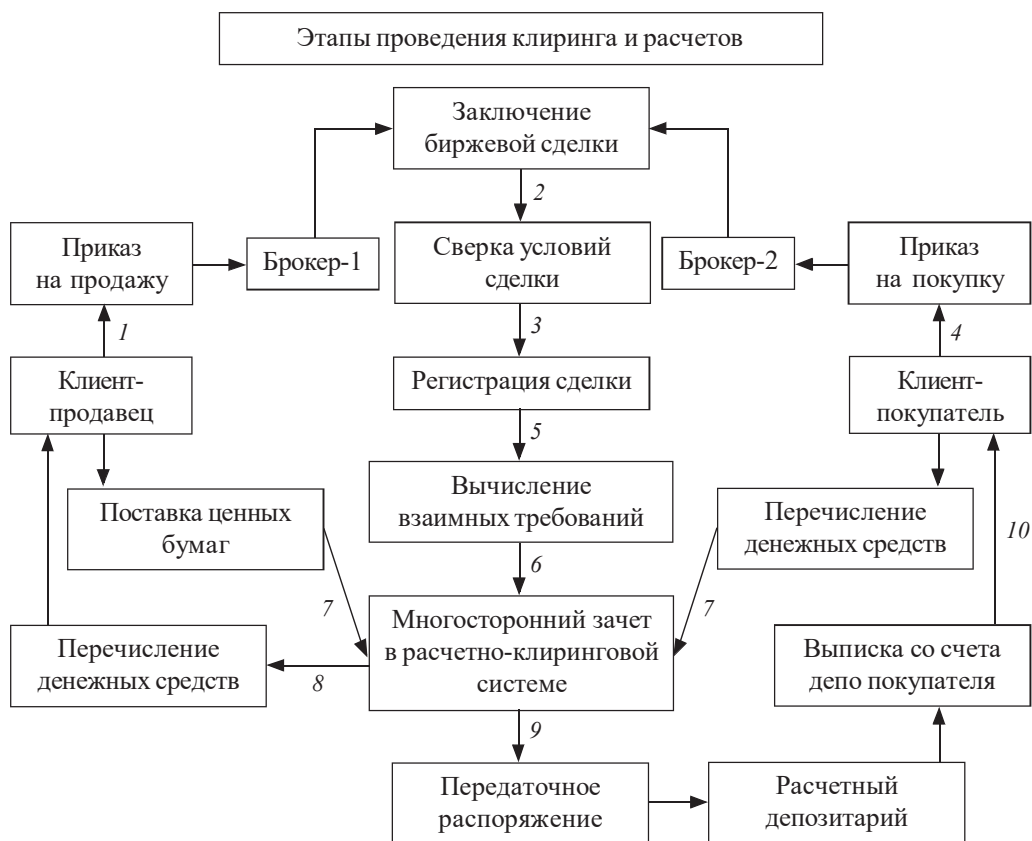 Этапы проведения клиринга и расчетов
Заключение
биржевой сделки
2
Приказ
на продажу
Брокер-1
Сверка условий
сделки
Брокер-2
Приказ
на покупку
1
3
4
Клиент-
продавец
Регистрация сделки
Клиент-
покупатель
5
Поставка ценных
бумаг
Вычисление
взаимных требований
Перечисление
денежных средств
10
6
7
7
Перечисление
денежных средств
8
Многосторонний зачет
в расчетно-клиринговой
системе
Выписка со счета
депо покупателя
9
Передаточное
распоряжение
Расчетный
депозитарий